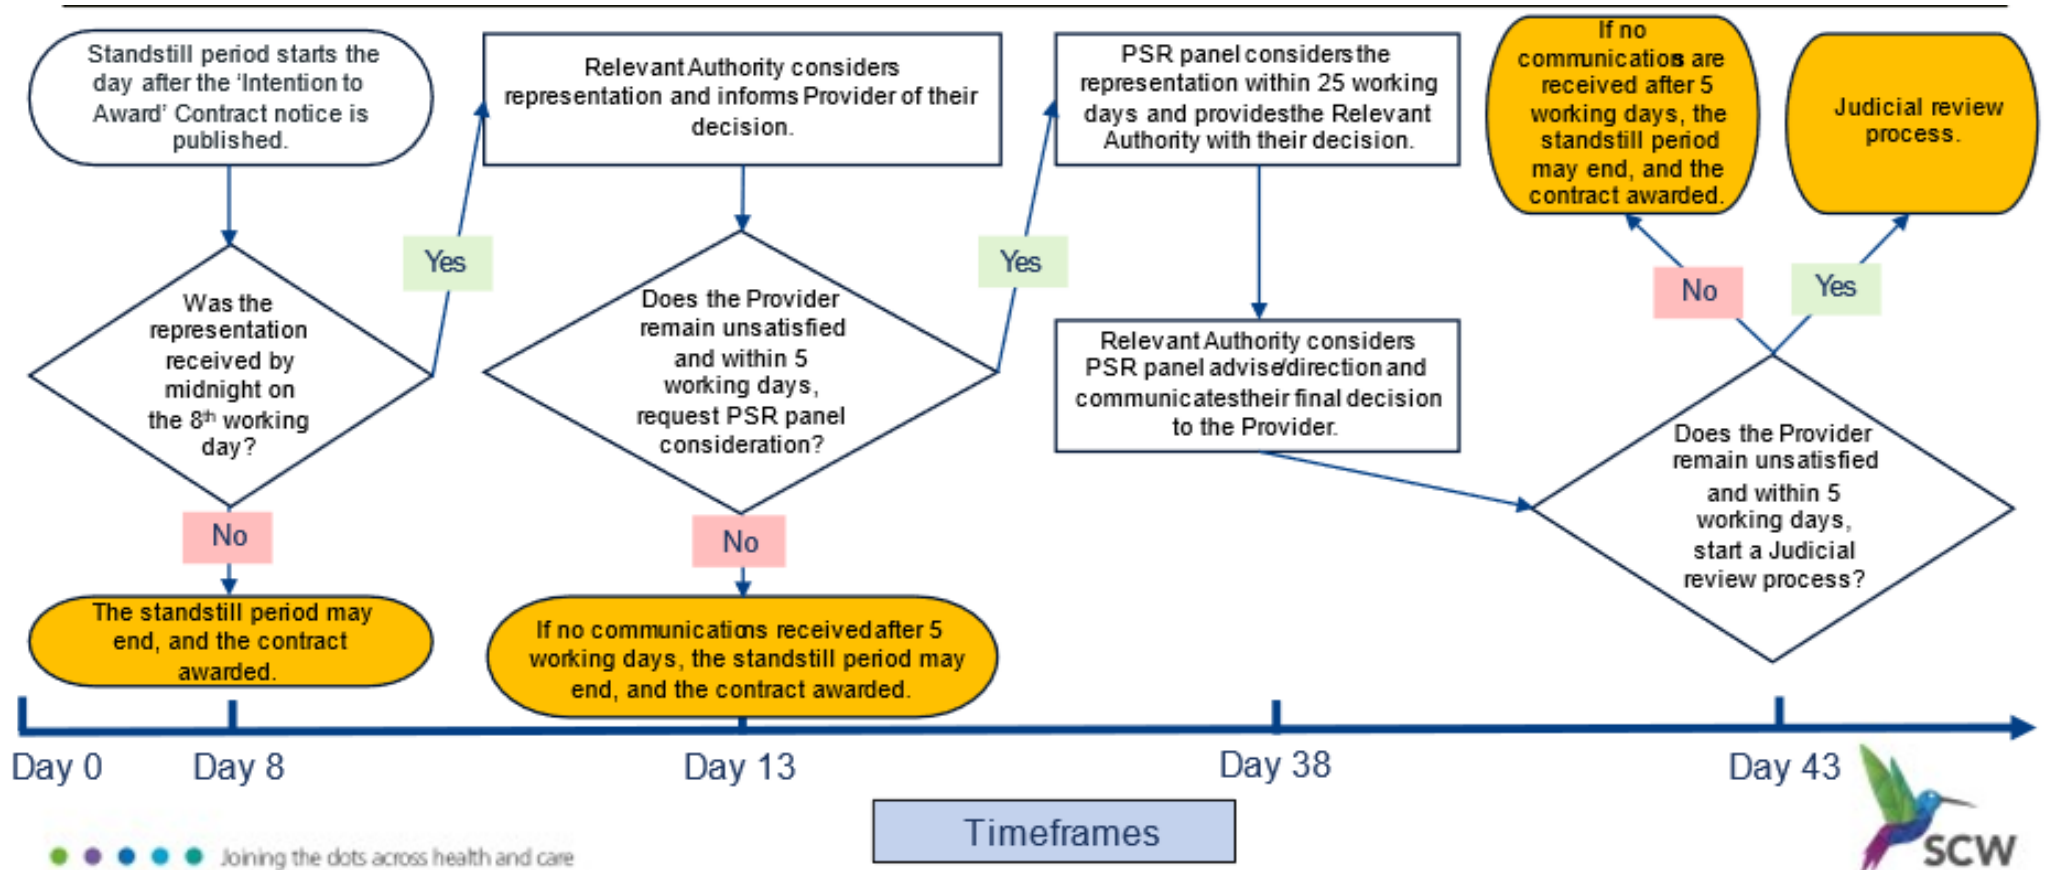 Standstill period starts the
day after the ‘Intention to
Award’ Contract notice is
published.
Was the
representation
received by
midnight on
the 8th working
day?
Yes
No
The standstill period may
end, and the contract
awarded.
Relevant Authority considers
representation and informs Provider of their
decision.
Does the Provider
remain unsatisfied
and within 5
working days,
request PSR panel
consideration?
Yes
No
If no communications received after 5
working days, the standstill period may
end, and the contract awarded.
PSR panel considers the
representation within 25 working
days and provides the Relevant
Authority with their decision.
Relevant Authority considers
PSR panel advise/direction and
communicates their final decision
to the Provider.
Does the Provider
remain unsatisfied
and within 5
working days,
start a Judicial
review process?
No
Yes
If no
communications are
received after 5
working days, the
standstill period
may end, and the
contract awarded.
Judicial review
process.
Day 0
Day 8
Day 13
Day 38
Day 43
Timeframes
Joining the dots across health and care
SCW